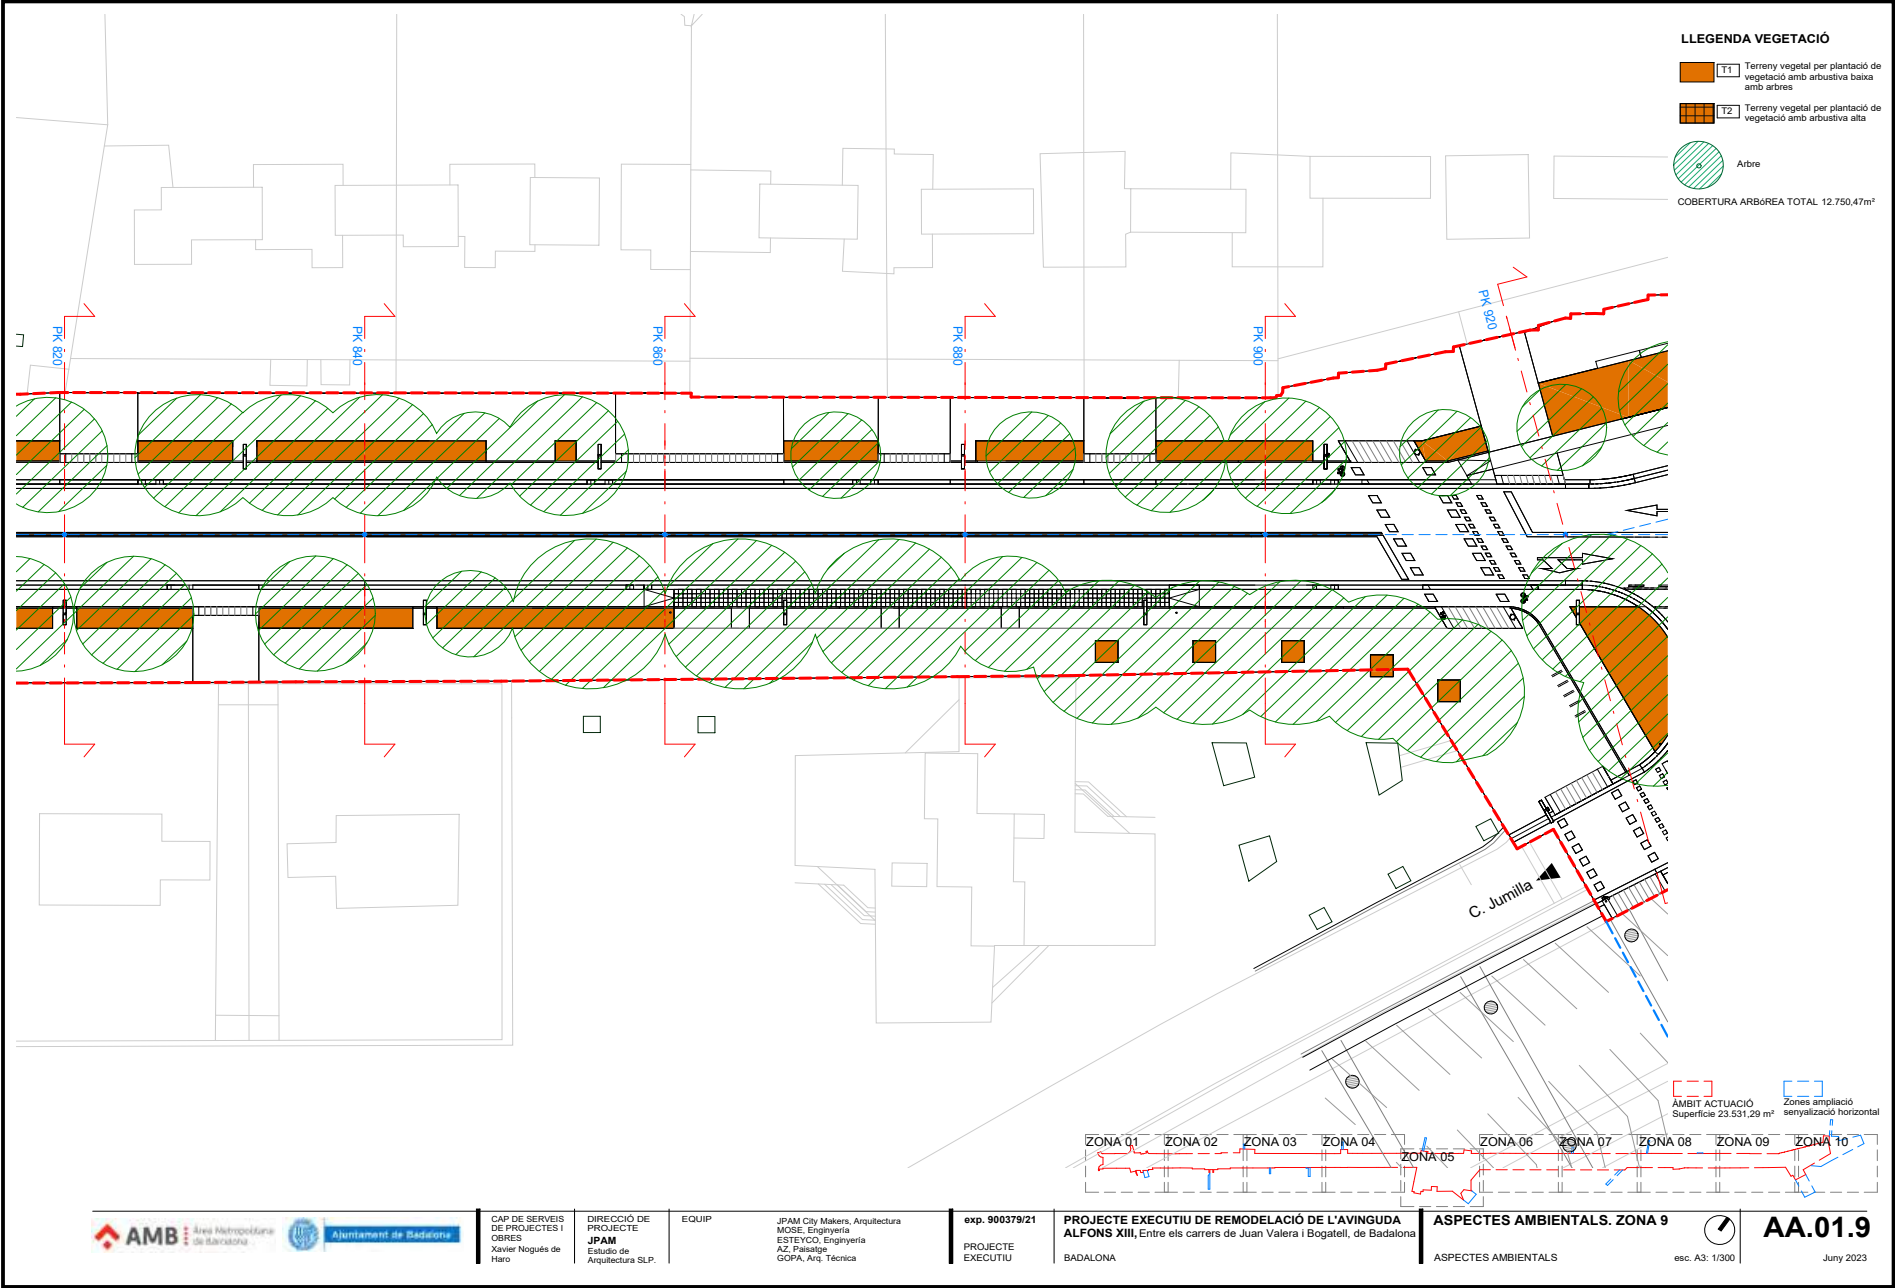 LLEGENDA VEGETACIÓ
T1 Terreny vegetal per plantació de
vegetació amb arbustiva baixa
amb arbres
T2 Terreny vegetal per plantació de
vegetació amb arbustiva alta
Arbre
COBERTURA ARBòREA TOTAL 12.750,47m²
PK 820
PK 840
PK 860
PK 880
PK 900
PK 920
C. Jumilla
ÀMBIT ACTUACIÓ
Superfície 23.531,29 m²
Zones ampliació
senyalizació horizontal
ZONA 01
ZONA 02
ZONA 03
ZONA 04
ZONA 05
ZONA 06
ZONA 07
ZONA 08
ZONA 09
ZONA 10
AMB
Àrea Metropolitana
de Barcelona
Ajuntament de Badalona
CAP DE SERVEIS
DE PROJECTES I
OBRES
Xavier Nogués de
Haro
DIRECCIÓ DE
PROJECTE
JPAM
Estudio de
Arquitectura SLP.
EQUIP
JPAM City Makers, Arquitectura
MOSE, Enginyería
ESTEYCO, Enginyería
AZ, Paisatge
GOPA, Arq. Técnica
exp. 900379/21
PROJECTE
EXECUTIU
PROJECTE EXECUTIU DE REMODELACIÓ DE L'AVINGUDA
ALFONS XIII, Entre els carrers de Juan Valera i Bogatell, de Badalona
BADALONA
ASPECTES AMBIENTALS. ZONA 9
ASPECTES AMBIENTALS
esc. A3: 1/300
AA.01.9
Juny 2023